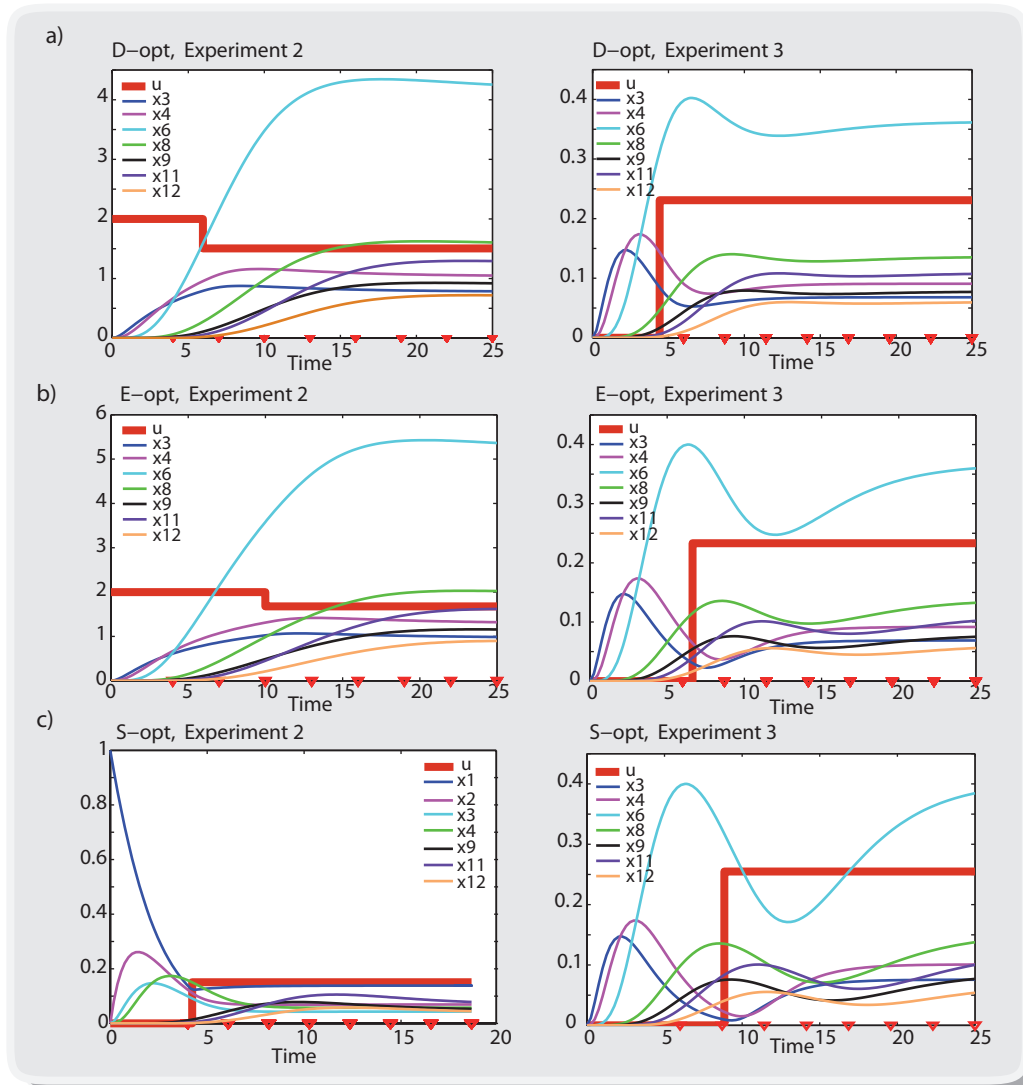 a)
D-opt, Experiment 2
4
3
2
1
0
u
x3
x4
x6
x8
x9
x11
x12
0 5 10 15 20 25
Time
D-opt, Experiment 3
0.4
0.3
0.2
0.1
0
u
x3
x4
x6
x8
x9
x11
x12
0 5 10 15 20 25
Time
b)
E-opt, Experiment 2
6
5
4
3
2
1
0
u
x3
x4
x6
x8
x9
x11
x12
0 5 10 15 20 25
Time
E-opt, Experiment 3
0.4
0.3
0.2
0.1
0
u
x3
x4
x6
x8
x9
x11
x12
0 5 10 15 20 25
Time
c)
S-opt, Experiment 2
1
0.8
0.6
0.4
0.2
0
u
x1
x2
x3
x4
x9
x11
x12
0 5 10 15 20
Time
S-opt, Experiment 3
0.4
0.3
0.2
0.1
0
u
x3
x4
x6
x8
x9
x11
x12
0 5 10 15 20 25
Time